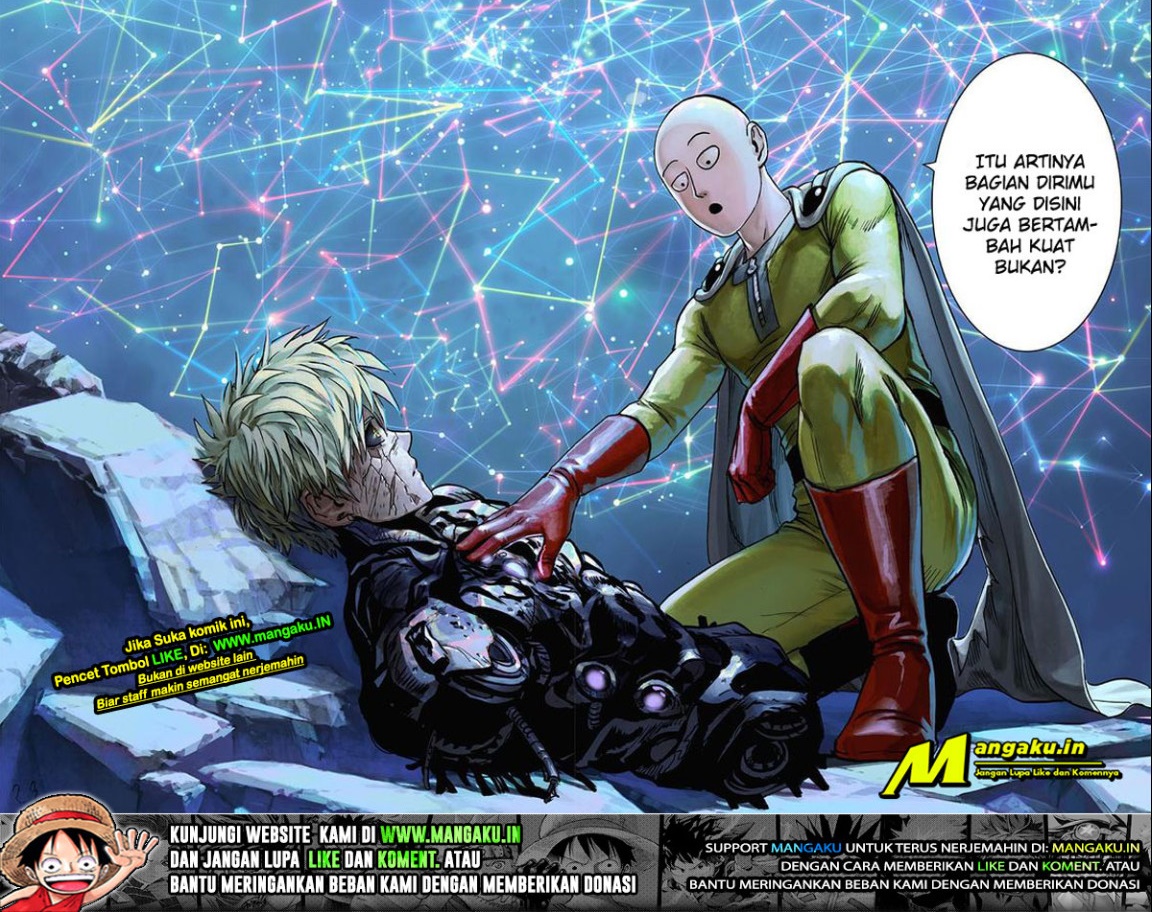 ITU ARTINYA
BAGIAN DIRIMU
YANG DISINI
JUGA BERTAM-
BAH KUAT
BUKAN?
Jika Suka komik ini,
Pencet Tombol LIKE, Di: WWW.mangaku.IN
Bukan di website lain
Biar staff makin semangat nerjemahin
Mangaku.in
Jangan Lupa Like dan Komennya
KUNJUNGI WEBSITE KAMI DI WWW.MANGAKU.IN
DAN JANGAN LUPA LIKE DAN KOMENT. ATAU
BANTU MERINGANKAN BEBAN KAMI DENGAN MEMBERIKAN DONASI
SUPPORT MANGAKU UNTUK TERUS NERJEMAHIN DI: MANGAKU.IN
DENGAN CARA MEMBERIKAN LIKE DAN KOMENT. ATAU
BANTU MERINGANKAN BEBAN KAMI DENGAN MEMBERIKAN DONASI